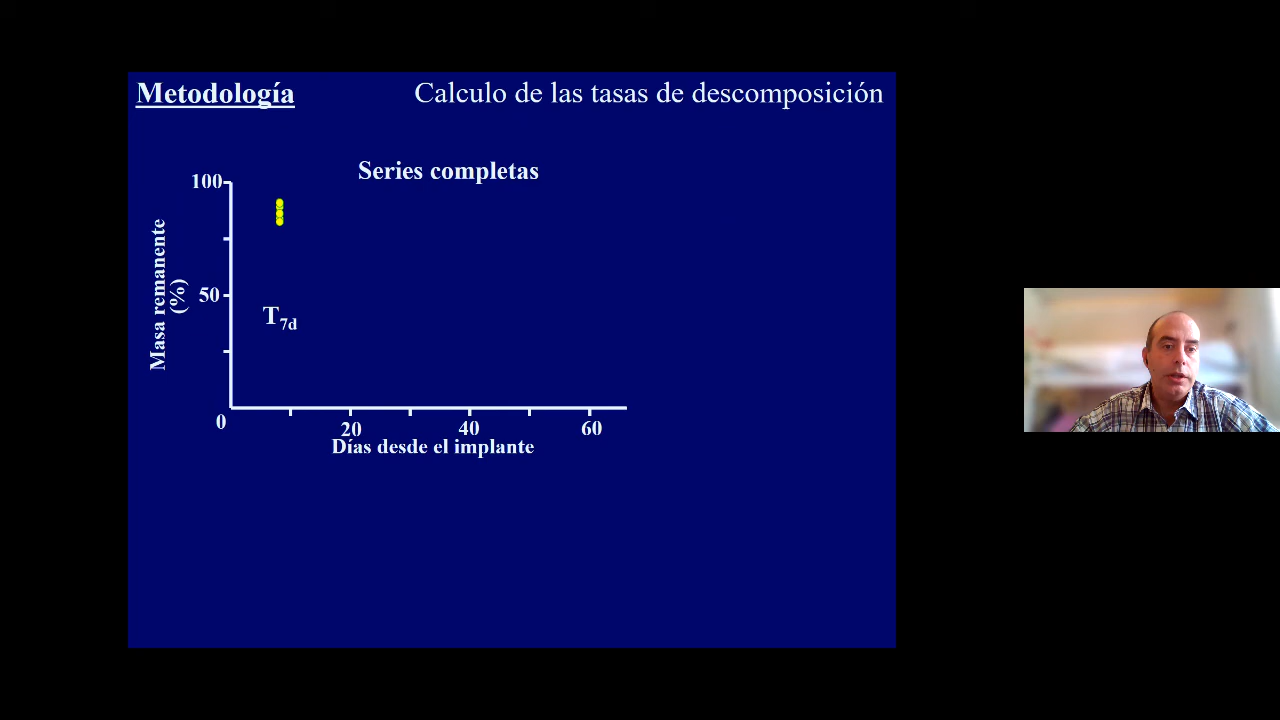 Metodología
Calculo de las tasas de descomposición
Series completas
100
50
0
Masa remanente
(%)
T7d
20
40
60
Días desde el implante